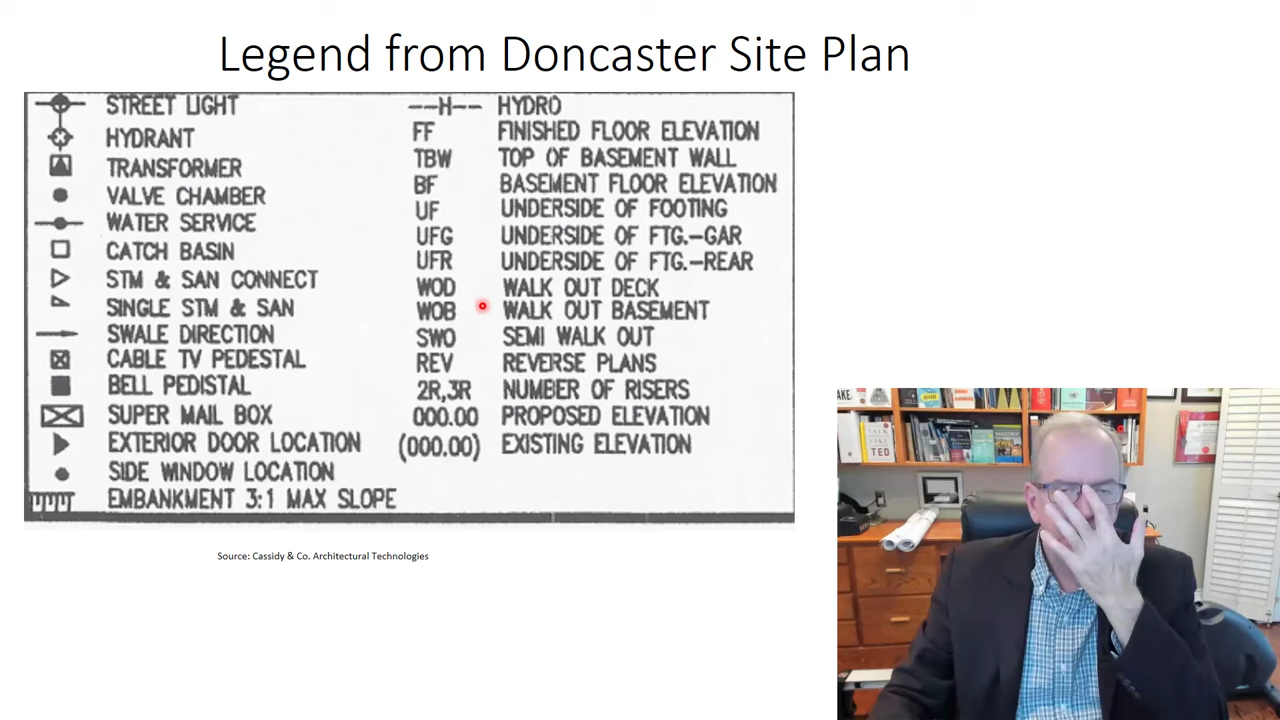 Legend from Doncaster Site Plan
STREET LIGHT
HYDRANT
TRANSFORMER
VALVE CHAMBER
WATER SERVICE
CATCH BASIN
STM & SAN CONNECT
SINGLE STM & SAN
SWALE DIRECTION
CABLE TV PEDESTAL
BELL PEDISTAL
SUPER MAIL BOX
EXTERIOR DOOR LOCATION
SIDE WINDOW LOCATION
EMBANKMENT 3:1 MAX SLOPE
--H-- HYDRO
FF FINISHED FLOOR ELEVATION
TBW TOP OF BASEMENT WALL
BF BASEMENT FLOOR ELEVATION
UF UNDERSIDE OF FOOTING
UFG UNDERSIDE OF FTG.-GAR
UFR UNDERSIDE OF FTG.-REAR
WOD WALK OUT DECK
WOB WALK OUT BASEMENT
SWO SEMI WALK OUT
REV REVERSE PLANS
2R,3R NUMBER OF RISERS
000.00 PROPOSED ELEVATION
(000.00) EXISTING ELEVATION
Source: Cassidy & Co. Architectural Technologies
TALK
LIKE
TED